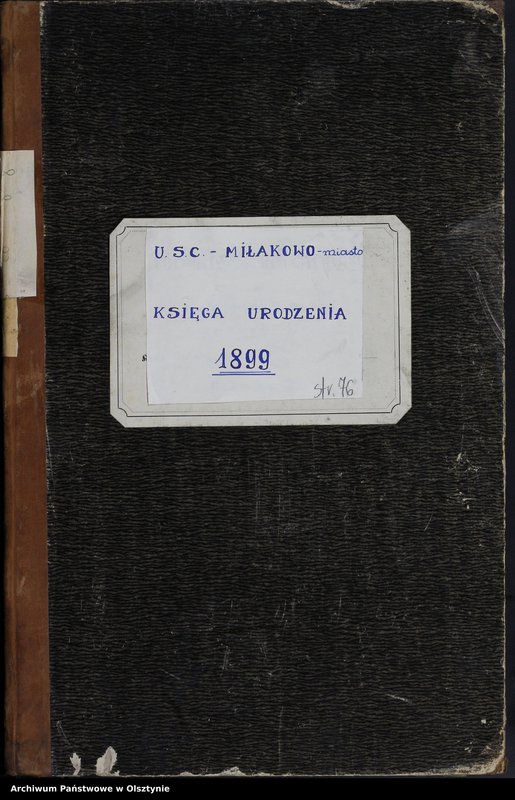 U. S.C. - MIŁAKOWO - miasto
KSIĘGA URODZENIA
1899
str. 76
Archiwum Państwowe w Olsztynie